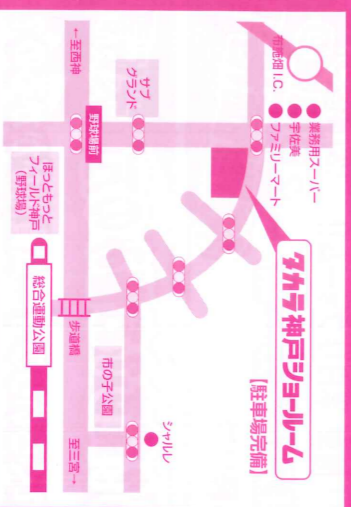 布施畑 I.C.
業務用スーパー
宇佐美
ファミリーマート
タカラ神戸ショールーム
【駐車場完備】
←至西神
サブ
グランド
野球場前
ほっともっと
フィールド神戸
(野球場)
総合運動公園
歩道橋
市の子公園
シャルレ
至三宮→